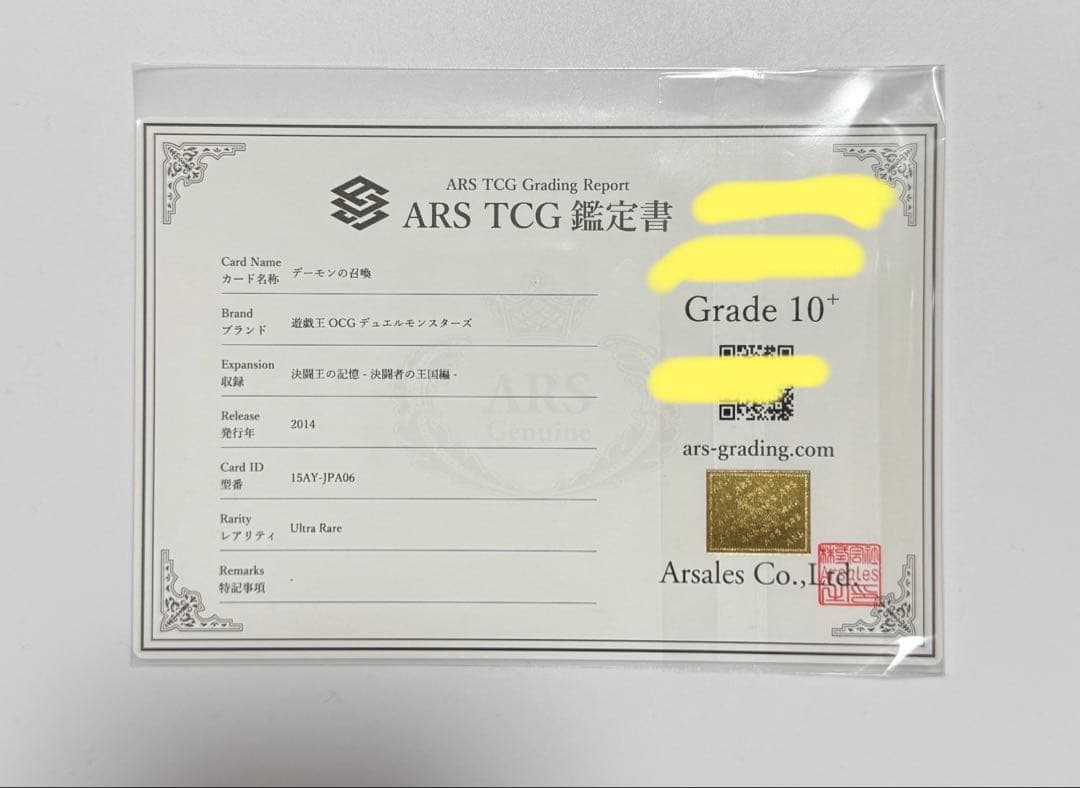 ARS TCG Grading Report
ARS TCG 鑑定書
Card Name
カード名称 デーモンの召喚
Brand
ブランド 遊戯王 OCG デュエルモンスターズ
Expansion
収録 決闘王の記憶 - 決闘者の王国編 -
Release
発行年 2014
Card ID
型番 15AY-JPA06
Rarity
レアリティ Ultra Rare
Remarks
特記事項 -
ARS
Genuine
Grade 10+
ars-grading.com
Arsales Co.,Ltd.
Arsales